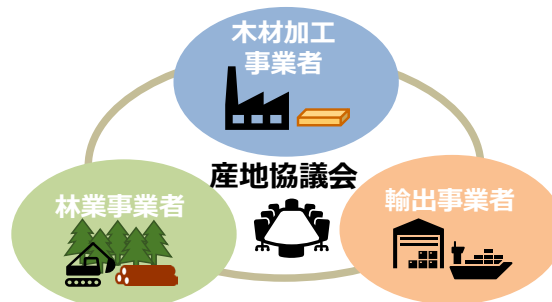 木材加工
事業者
産地協議会
林業事業者
輸出事業者